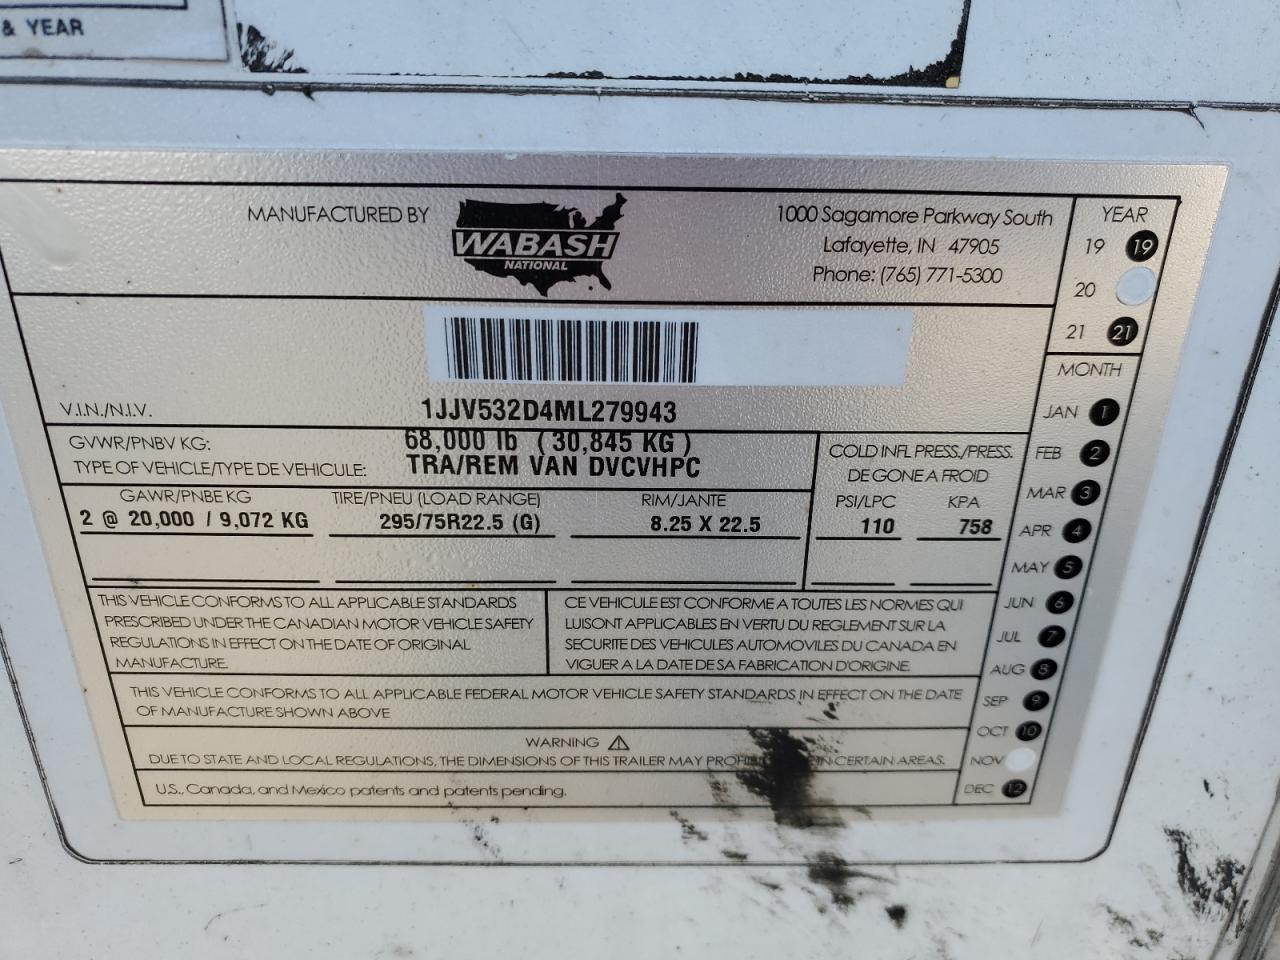 & YEAR
MANUFACTURED BY
WABASH
NATIONAL
1000 Sagamore Parkway South
Lafayette, IN 47905
Phone: (765) 771-5300
YEAR
19 19
20
21 21
MONTH
JAN 1
FEB 2
MAR 3
APR 4
MAY 5
JUN 6
JUL 7
AUG 8
SEP 9
OCT 10
NOV
DEC 12
V.I.N./N.I.V. 1JJV532D4ML279943
GVWR/PNBV KG: 68,000 lb ( 30,845 KG )
TYPE OF VEHICLE/TYPE DE VEHICULE: TRA/REM VAN DVCVHPC
COLD INFL PRESS./PRESS.
DE GONE A FROID
GAWR/PNBE KG TIRE/PNEU (LOAD RANGE) RIM/JANTE PSI/LPC KPA
2 @ 20,000 / 9,072 KG 295/75R22.5 (G) 8.25 X 22.5 110 758
THIS VEHICLE CONFORMS TO ALL APPLICABLE STANDARDS
PRESCRIBED UNDER THE CANADIAN MOTOR VEHICLE SAFETY
REGULATIONS IN EFFECT ON THE DATE OF ORIGINAL
MANUFACTURE.
CE VEHICULE EST CONFORME A TOUTES LES NORMES QUI
LUI SONT APPLICABLES EN VERTU DU REGLEMENT SUR LA
SECURITE DES VEHICULES AUTOMOVILES DU CANADA EN
VIGUER A LA DATE DE SA FABRICATION D'ORIGINE.
THIS VEHICLE CONFORMS TO ALL APPLICABLE FEDERAL MOTOR VEHICLE SAFETY STANDARDS IN EFFECT ON THE DATE
OF MANUFACTURE SHOWN ABOVE
WARNING
DUE TO STATE AND LOCAL REGULATIONS, THE DIMENSIONS OF THIS TRAILER MAY IN CERTAIN AREAS.
U.S., Canada, and Mexico patents and patents pending.